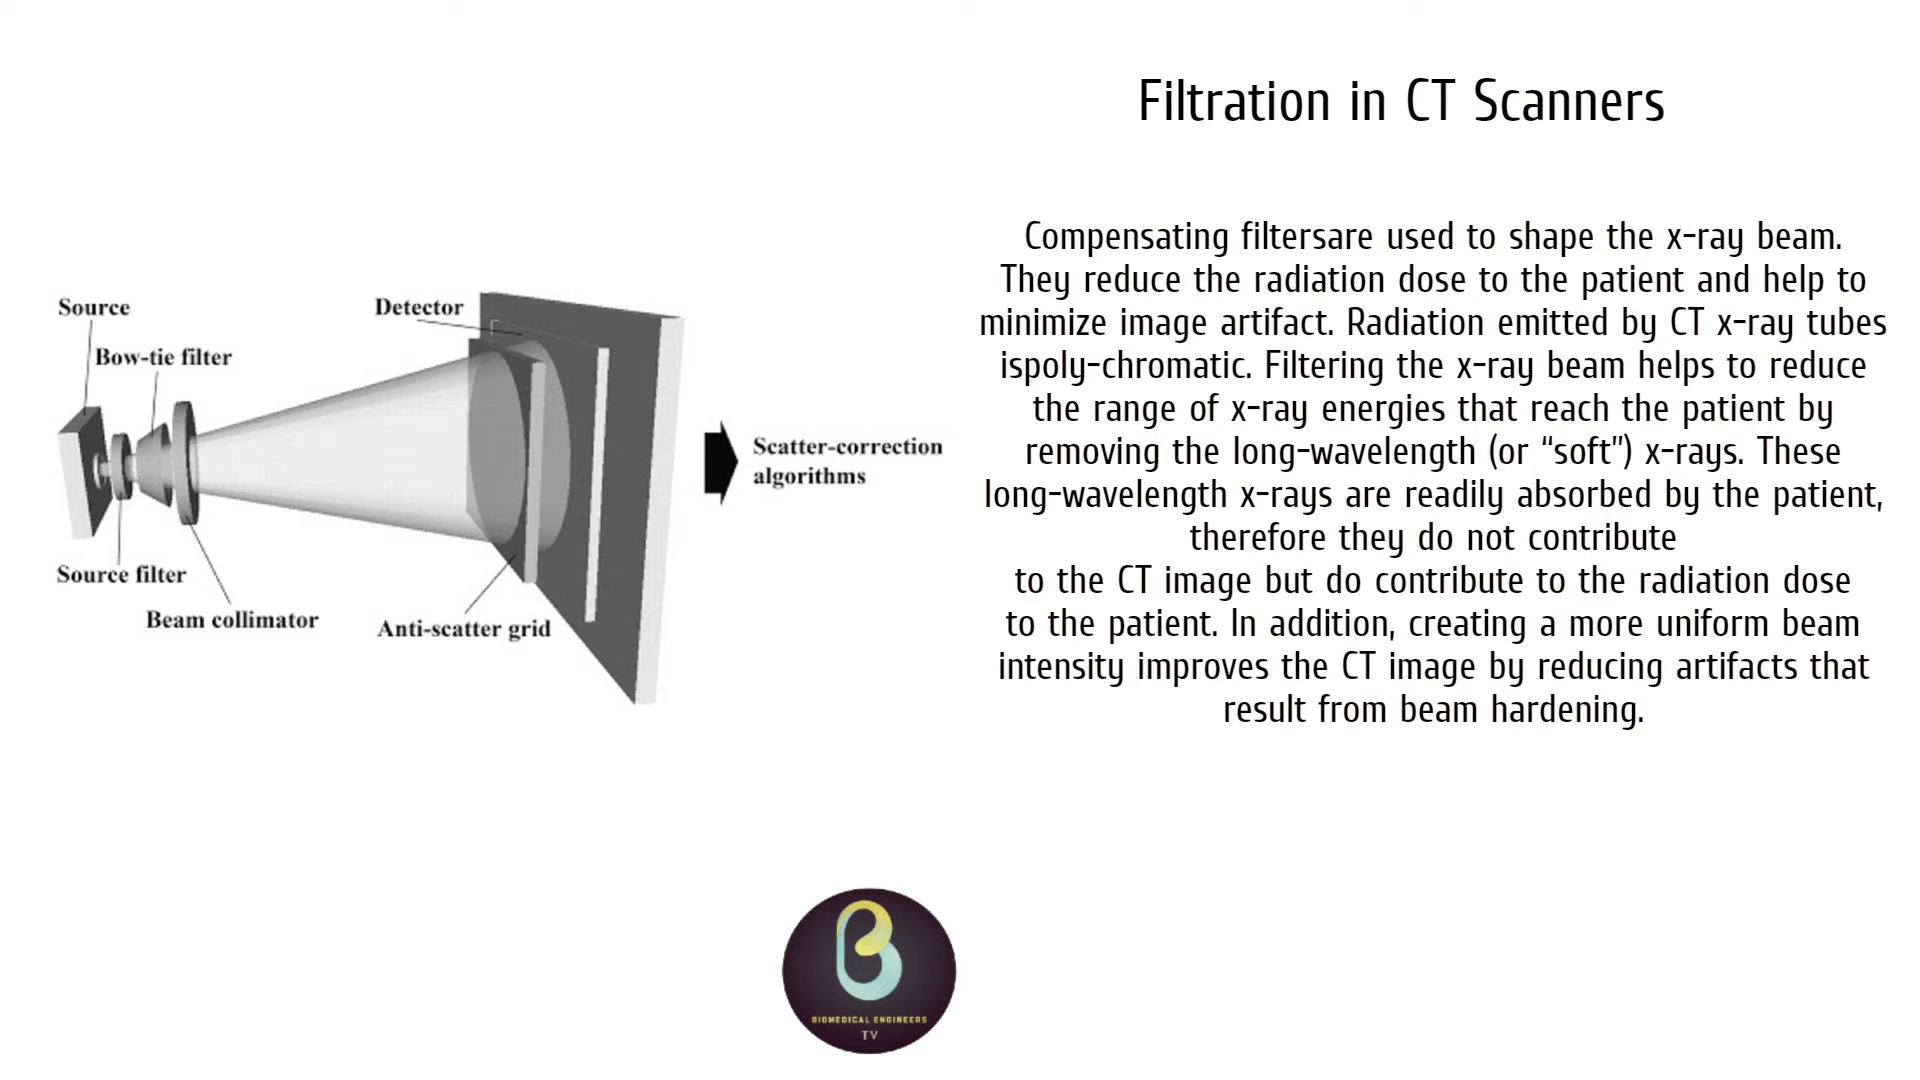 Filtration in CT Scanners
Compensating filtersare used to shape the x-ray beam.
They reduce the radiation dose to the patient and help to
minimize image artifact. Radiation emitted by CT x-ray tubes
ispoly-chromatic. Filtering the x-ray beam helps to reduce
the range of x-ray energies that reach the patient by
removing the long-wavelength (or “soft”) x-rays. These
long-wavelength x-rays are readily absorbed by the patient,
therefore they do not contribute
to the CT image but do contribute to the radiation dose
to the patient. In addition, creating a more uniform beam
intensity improves the CT image by reducing artifacts that
result from beam hardening.
Source
Detector
Bow-tie filter
Scatter-correction
algorithms
Source filter
Beam collimator
Anti-scatter grid
BIOMEDICAL ENGINEERS
TV